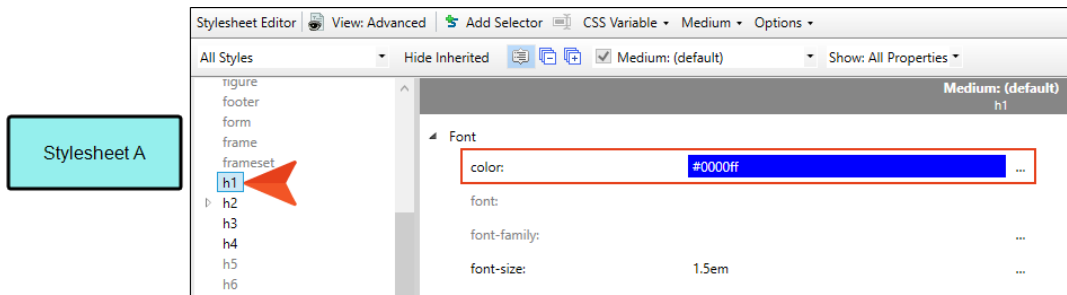 Stylesheet Editor View: Advanced Add Selector CSS Variable Medium Options
All Styles Hide Inherited Medium: (default) Show: All Properties
figure
footer
form
frame
frameset
h1
h2
h3
h4
h5
h6
Stylesheet A
Medium: (default)
h1
Font
color: #0000ff ...
font:
font-family: ...
font-size: 1.5em ...